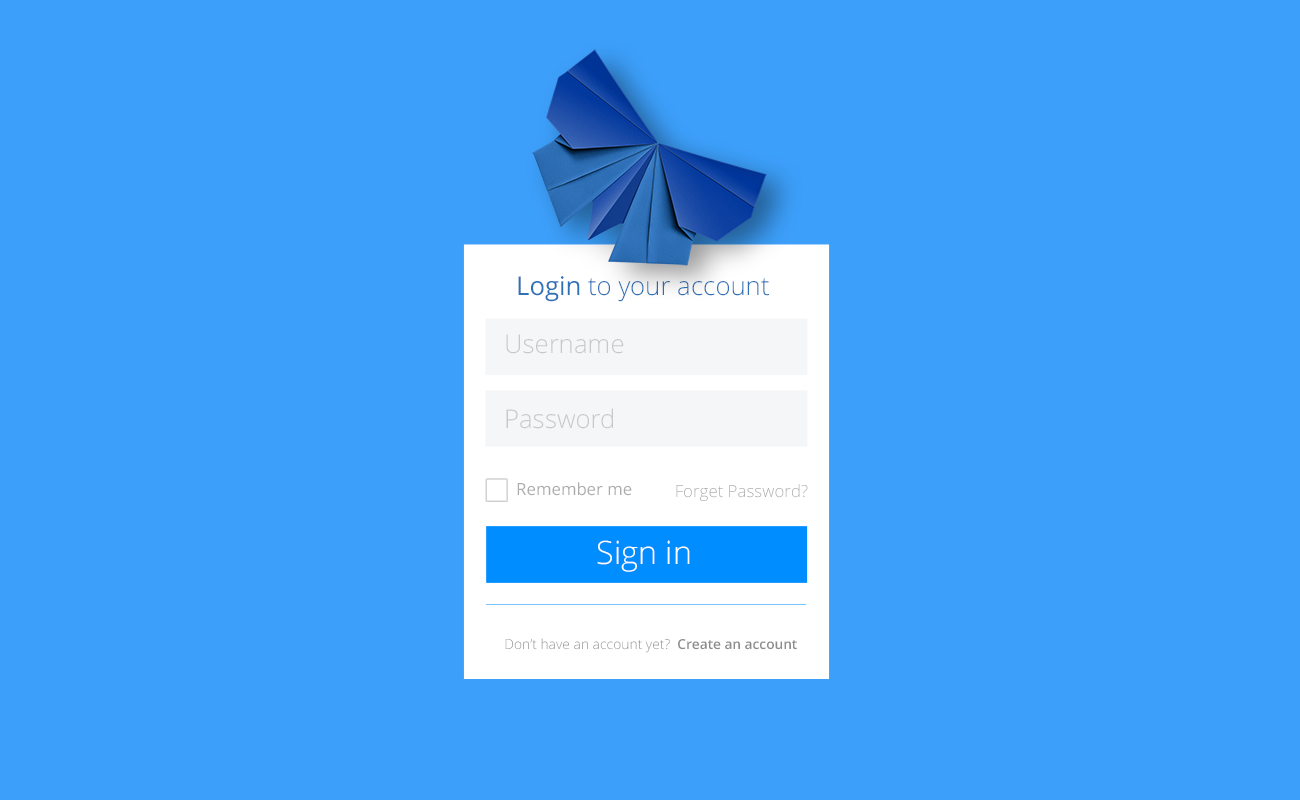 Login to your account
Username
Password
Remember me
Forget Password?
Sign in
Don't have an account yet? Create an account